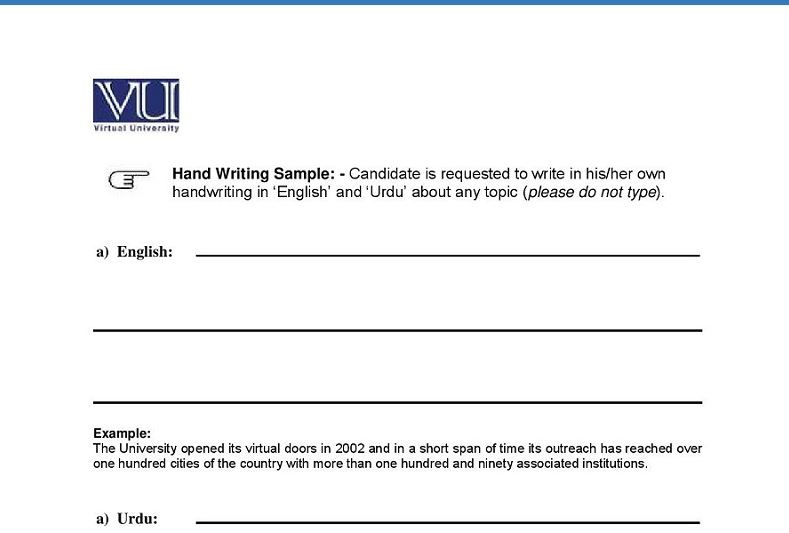 VU
Virtual University
Hand Writing Sample: - Candidate is requested to write in his/her own
handwriting in ‘English’ and ‘Urdu’ about any topic (please do not type).
a) English:
Example:
The University opened its virtual doors in 2002 and in a short span of time its outreach has reached over
one hundred cities of the country with more than one hundred and ninety associated institutions.
a) Urdu: